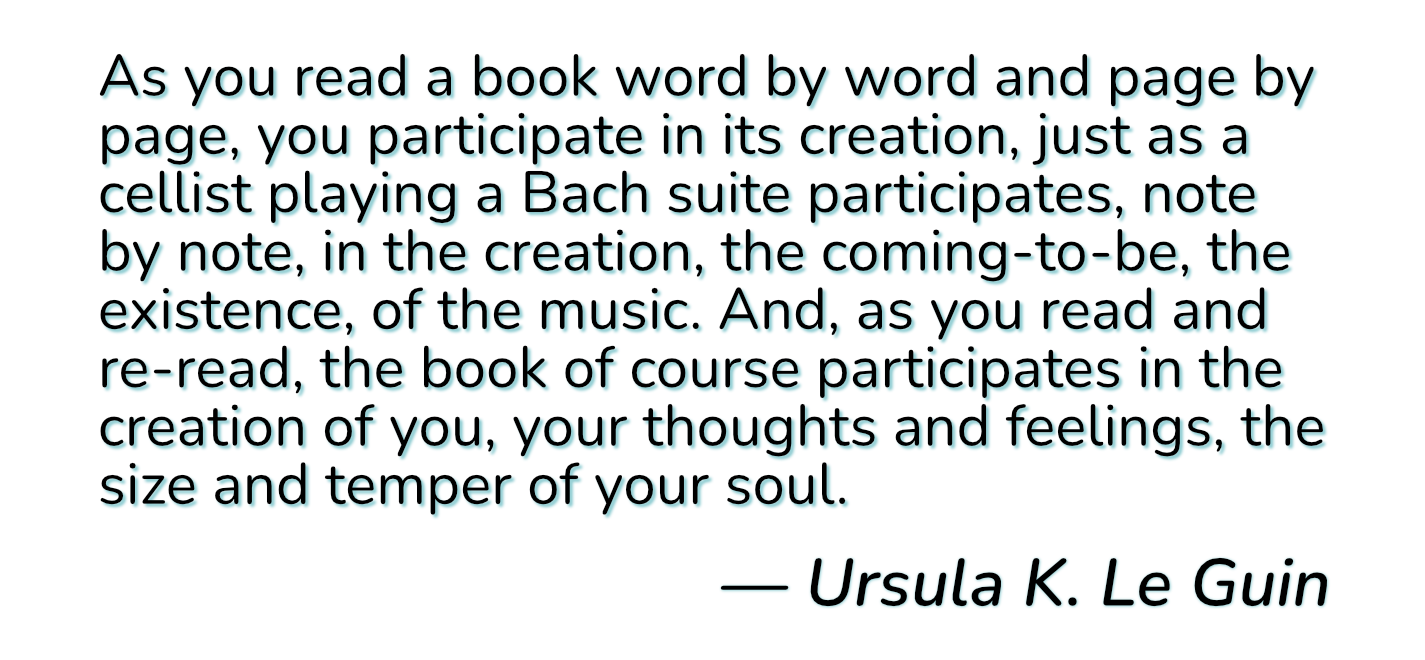 As you read a book word by word and page by
page, you participate in its creation, just as a
cellist playing a Bach suite participates, note
by note, in the creation, the coming-to-be, the
existence, of the music. And, as you read and
re-read, the book of course participates in the
creation of you, your thoughts and feelings, the
size and temper of your soul.
— Ursula K. Le Guin